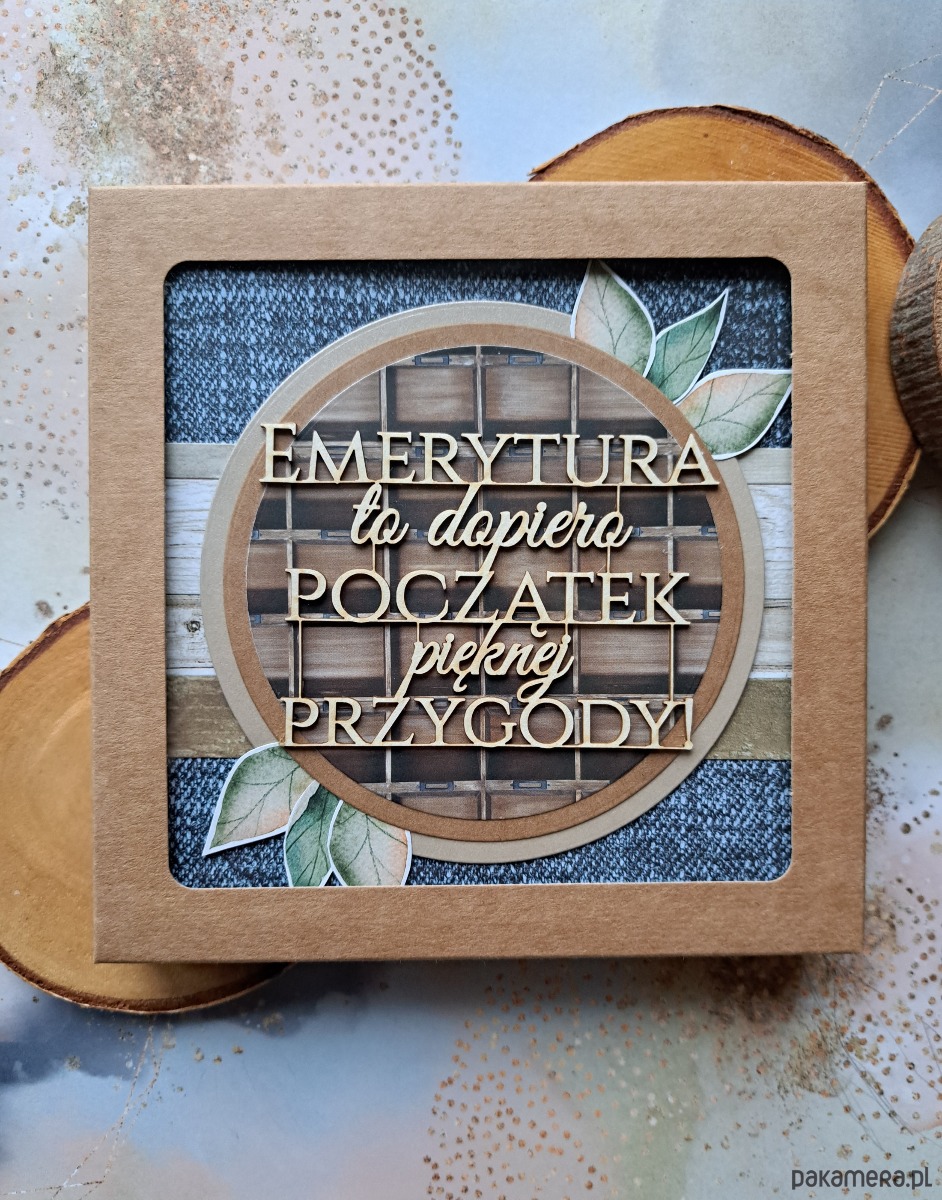 EMERYTURA
to dopiero
POCZĄTEK
pięknej
PRZYGODY!
pakamera.pl